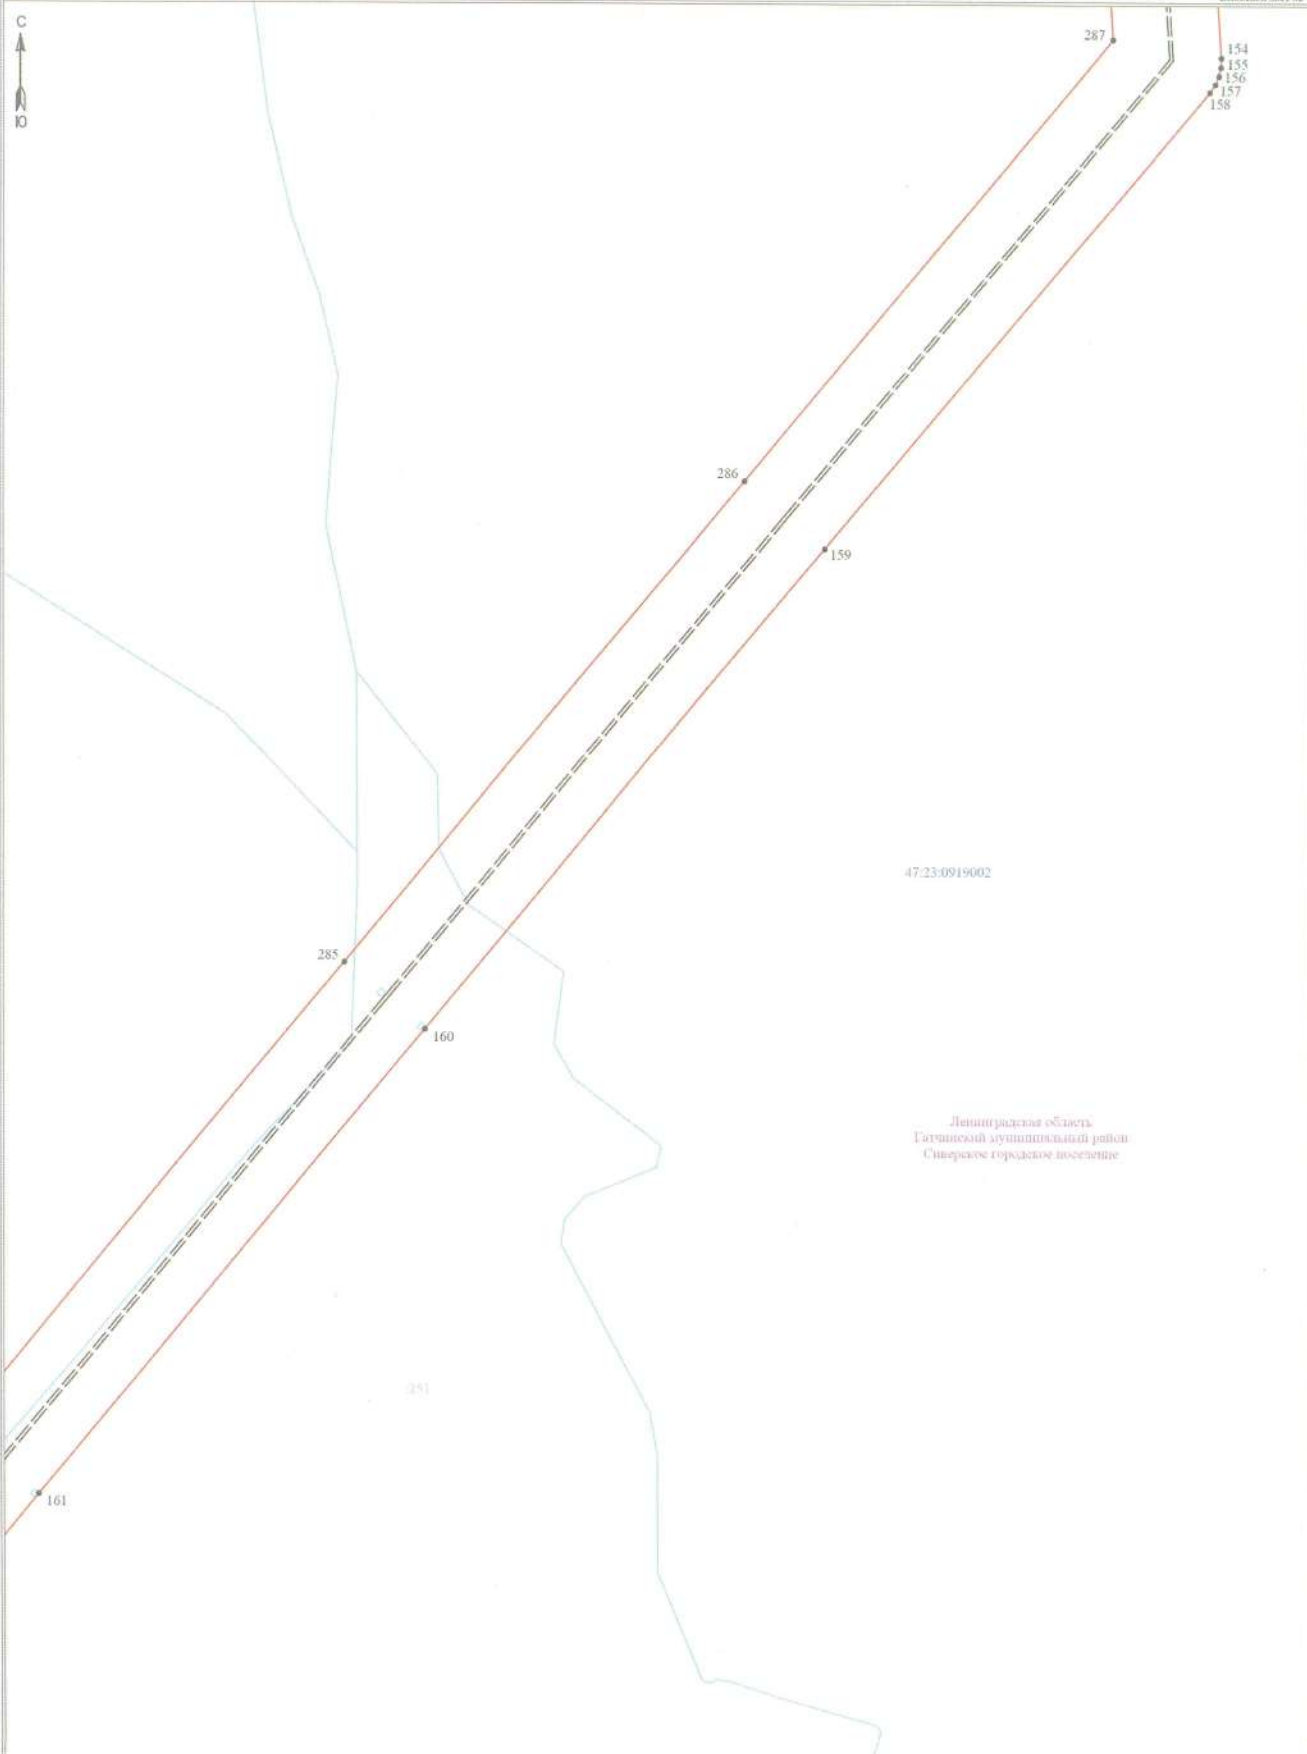 С
Ю
287
154
155
156
157
158
286
159
47:23:0919002
285
160
Ленинградская область
Гатчинский муниципальный район
Сиверское городское поселение
:251
161